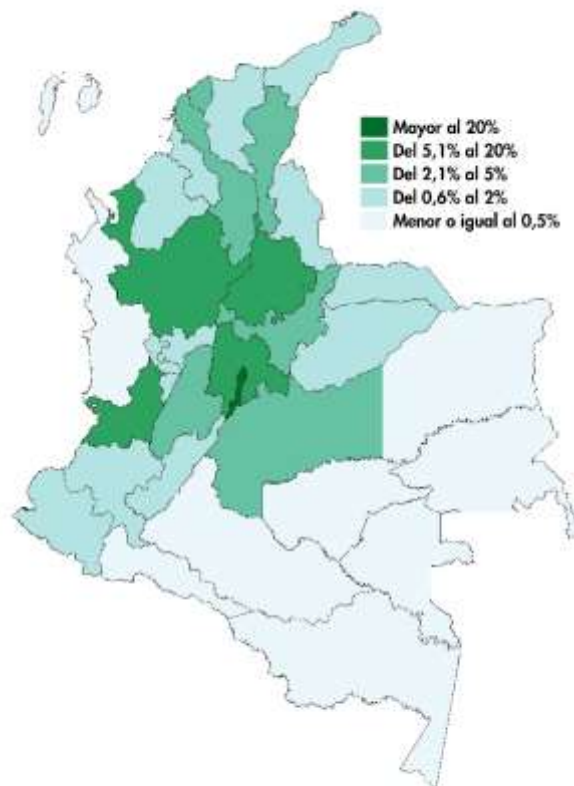 Mayor al 20%
Del 5,1% al 20%
Del 2,1% al 5%
Del 0,6% al 2%
Menor o igual al 0,5%